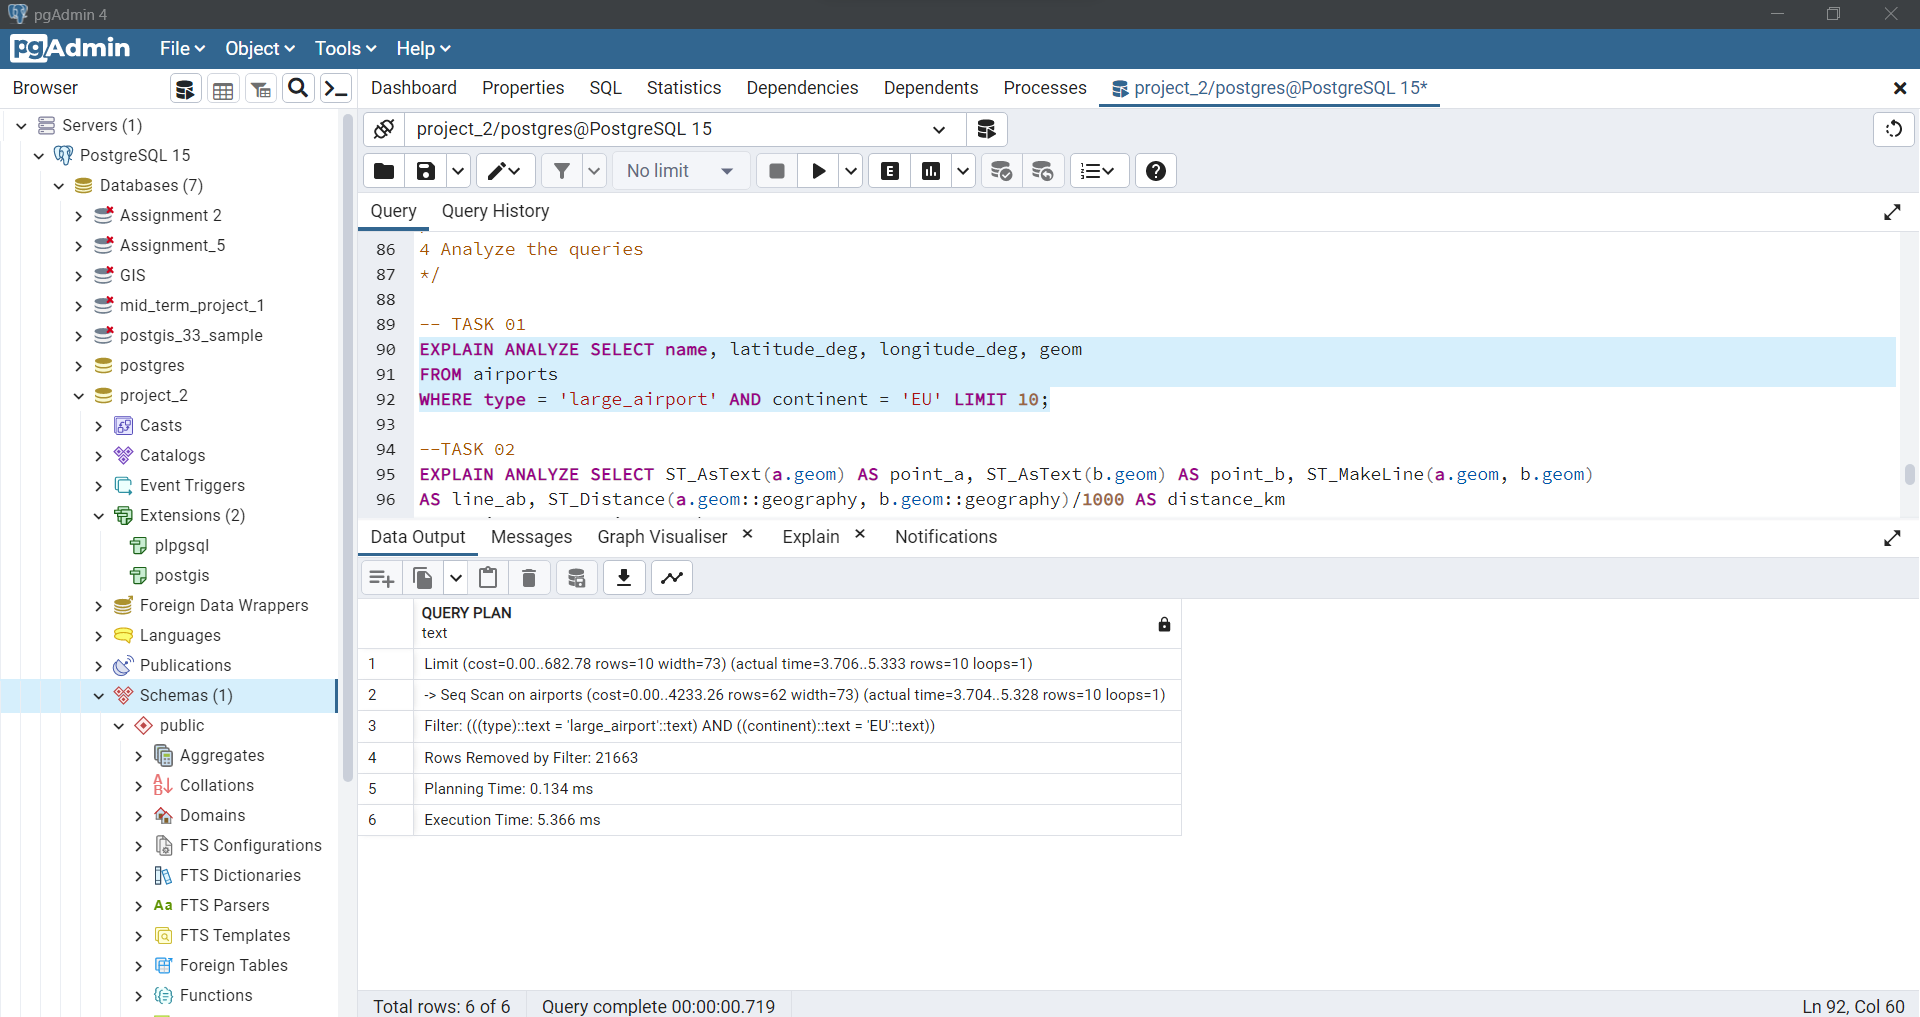 pgAdmin 4
pgAdmin File Object Tools Help
Browser
Dashboard Properties SQL Statistics Dependencies Dependents Processes project_2/postgres@PostgreSQL 15*
Servers (1)
PostgreSQL 15
Databases (7)
Assignment 2
Assignment_5
GIS
mid_term_project_1
postgis_33_sample
postgres
project_2
Casts
Catalogs
Event Triggers
Extensions (2)
plpgsql
postgis
Foreign Data Wrappers
Languages
Publications
Schemas (1)
public
Aggregates
Collations
Domains
FTS Configurations
FTS Dictionaries
Aa FTS Parsers
FTS Templates
Foreign Tables
Functions
project_2/postgres@PostgreSQL 15
No limit
E
Query Query History
86 4 Analyze the queries
87 */
88
89 -- TASK 01
90 EXPLAIN ANALYZE SELECT name, latitude_deg, longitude_deg, geom
91 FROM airports
92 WHERE type = 'large_airport' AND continent = 'EU' LIMIT 10;
93
94 --TASK 02
95 EXPLAIN ANALYZE SELECT ST_AsText(a.geom) AS point_a, ST_AsText(b.geom) AS point_b, ST_MakeLine(a.geom, b.geom)
96 AS line_ab, ST_Distance(a.geom::geography, b.geom::geography)/1000 AS distance_km
Data Output Messages Graph Visualiser Explain Notifications
QUERY PLAN
text
1 Limit (cost=0.00..682.78 rows=10 width=73) (actual time=3.706..5.333 rows=10 loops=1)
2 -> Seq Scan on airports (cost=0.00..4233.26 rows=62 width=73) (actual time=3.704..5.328 rows=10 loops=1)
3 Filter: (((type)::text = 'large_airport'::text) AND ((continent)::text = 'EU'::text))
4 Rows Removed by Filter: 21663
5 Planning Time: 0.134 ms
6 Execution Time: 5.366 ms
Total rows: 6 of 6 Query complete 00:00:00.719 Ln 92, Col 60